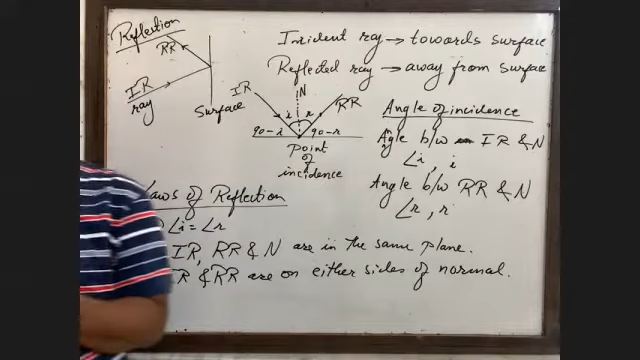 Reflection
RR
IR
ray
Surface
Incident ray → towards surface
Reflected ray → away from surface
IR
N
RR
i
r
90-i
90-r
Point
of
incidence
Angle of incidence
Agle b/w IR & N
∠i, i
Angle b/w RR & N
∠r, r
Laws of Reflection
∠i = ∠r
IR, RR & N are in the same plane.
R & RR are on either sides of normal.